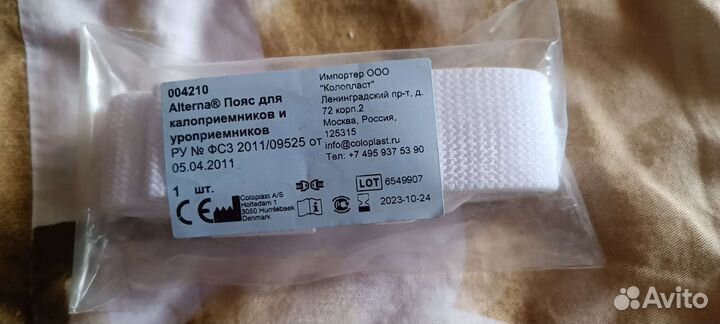 004210
Alterna® Пояс для
калоприемников и
уроприемников
РУ № ФСЗ 2011/09525 от
05.04.2011
1 шт.
CE
Coloplast A/S
Holtedam 1
3050 Humlebaek
Denmark
Импортер ООО
"Колопласт"
Ленинградский пр-т, д.
72 корп.2
Москва, Россия,
125315
info@coloplast.ru
Тел: +7 495 937 53 90
LOT 6549907
2023-10-24
Avito